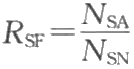 R_SF = N_SA / N_SN